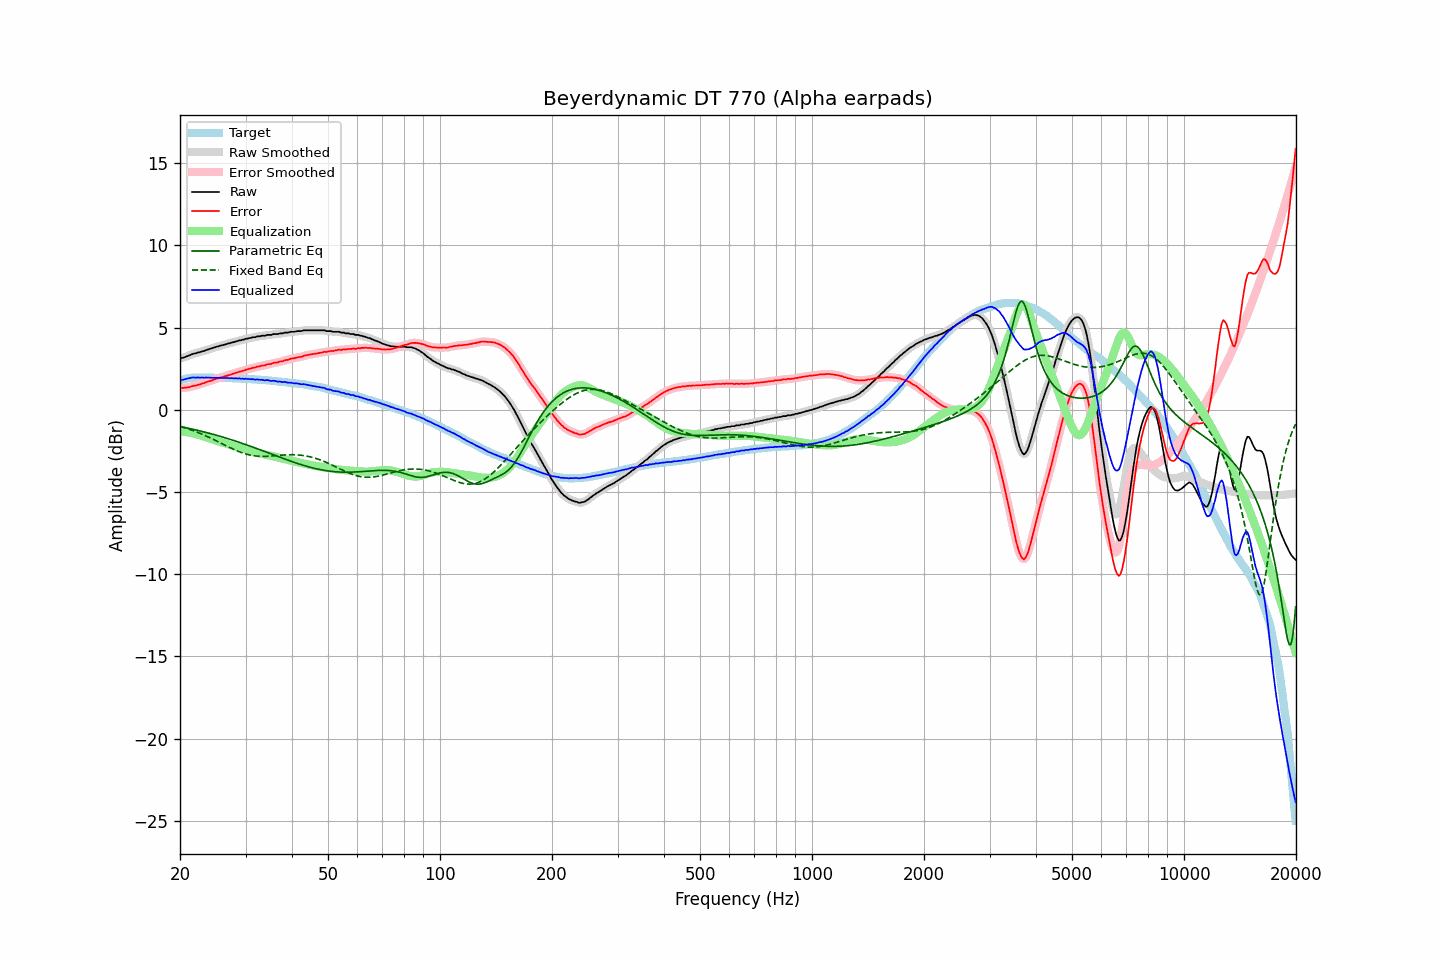 Beyerdynamic DT 770 (Alpha earpads)
Target
Raw Smoothed
Error Smoothed
Raw
Error
Equalization
Parametric Eq
Fixed Band Eq
Equalized
15
10
5
0
−5
−10
−15
−20
−25
Amplitude (dBr)
20 50 100 200 500 1000 2000 5000 10000 20000
Frequency (Hz)